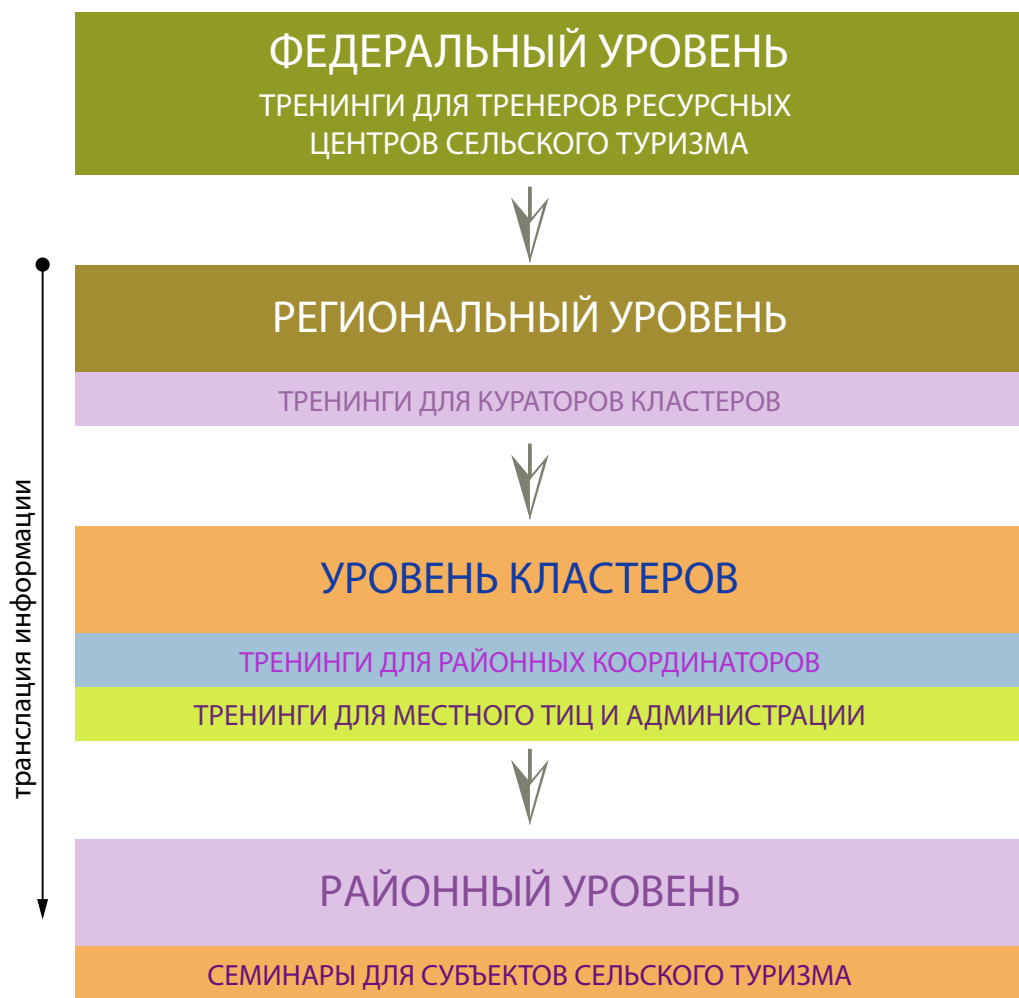 ФЕДЕРАЛЬНЫЙ УРОВЕНЬ
ТРЕНИНГИ ДЛЯ ТРЕНЕРОВ РЕСУРСНЫХ
ЦЕНТРОВ СЕЛЬСКОГО ТУРИЗМА
РЕГИОНАЛЬНЫЙ УРОВЕНЬ
ТРЕНИНГИ ДЛЯ КУРАТОРОВ КЛАСТЕРОВ
трансляция информации
УРОВЕНЬ КЛАСТЕРОВ
ТРЕНИНГИ ДЛЯ РАЙОННЫХ КООРДИНАТОРОВ
ТРЕНИНГИ ДЛЯ МЕСТНОГО ТИЦ И АДМИНИСТРАЦИИ
РАЙОННЫЙ УРОВЕНЬ
СЕМИНАРЫ ДЛЯ СУБЪЕКТОВ СЕЛЬСКОГО ТУРИЗМА